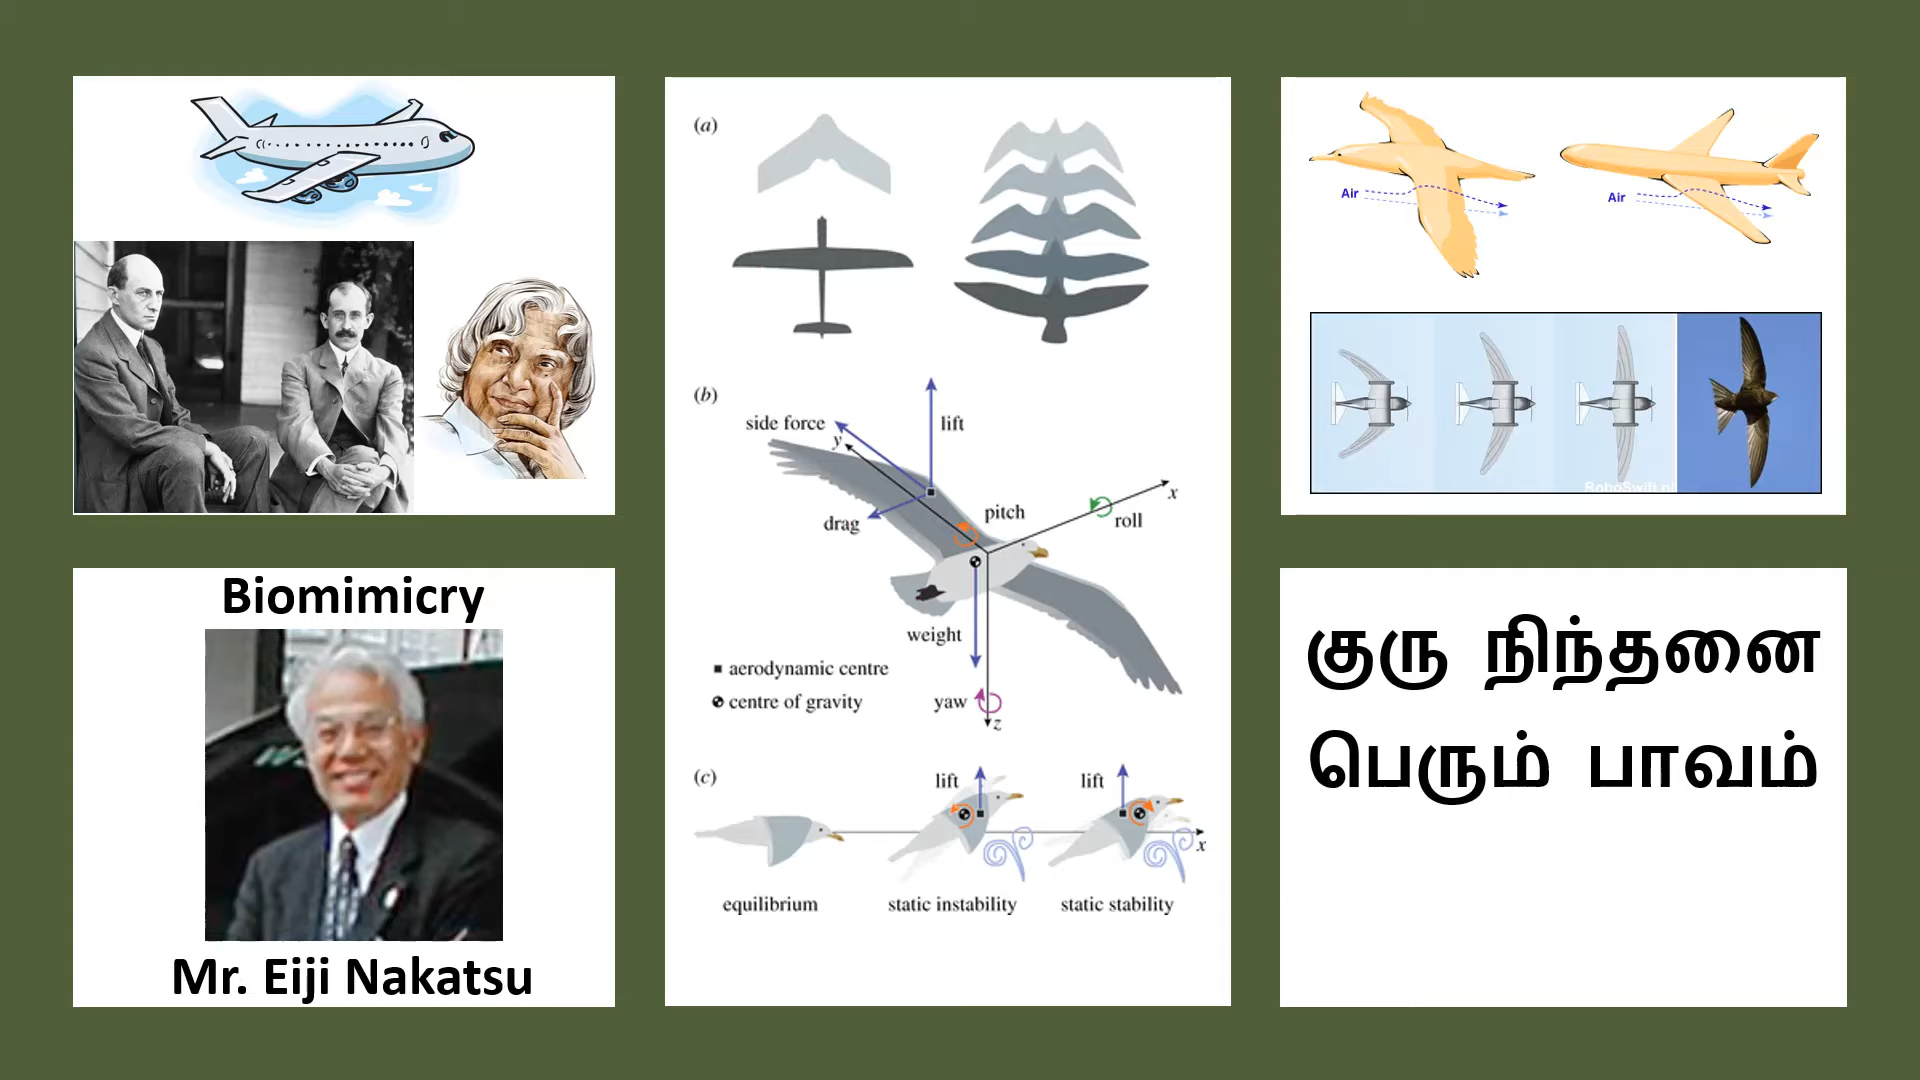 (a)
(b)
side force
y
lift
drag
pitch
x
roll
weight
aerodynamic centre
centre of gravity
yaw
z
(c)
lift
lift
x
equilibrium
static instability
static stability
Air
Air
RoboSwift.nl
Biomimicry
Mr. Eiji Nakatsu
குரு நிந்தனை
பெரும் பாவம்